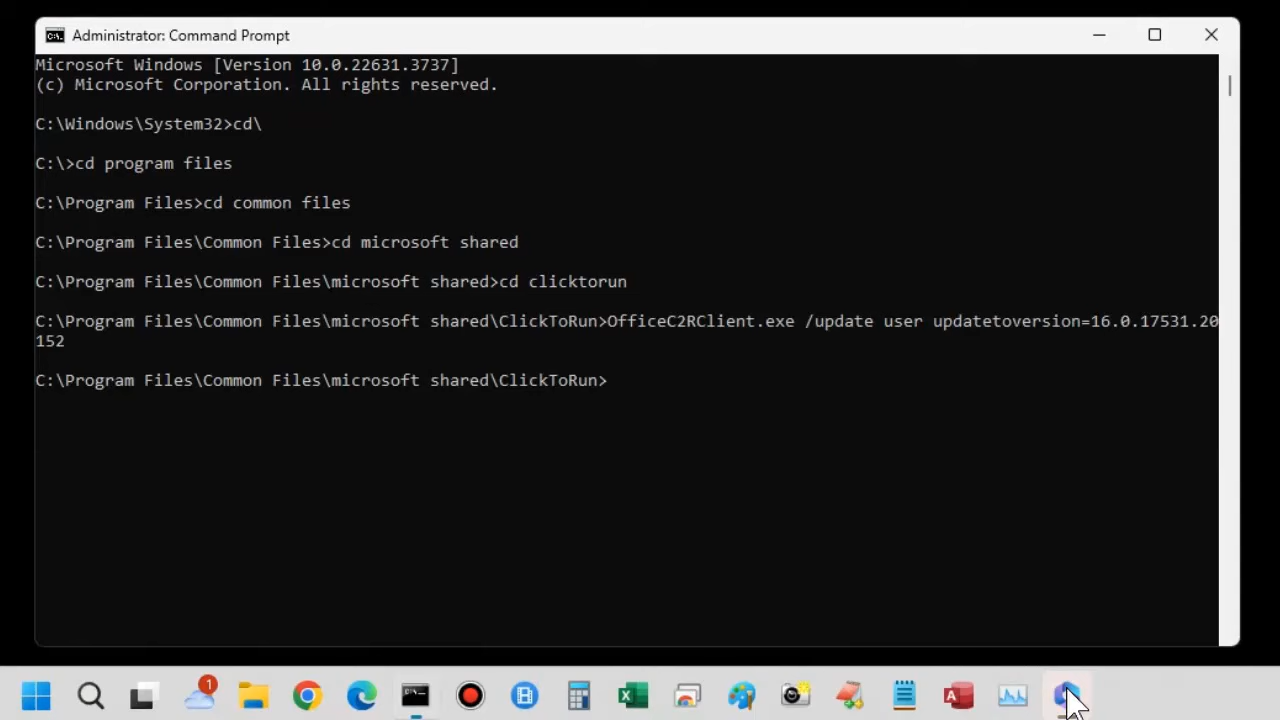 Administrator: Command Prompt
Microsoft Windows [Version 10.0.22631.3737]
(c) Microsoft Corporation. All rights reserved.
C:\Windows\System32>cd\
C:\>cd program files
C:\Program Files>cd common files
C:\Program Files\Common Files>cd microsoft shared
C:\Program Files\Common Files\microsoft shared>cd clicktorun
C:\Program Files\Common Files\microsoft shared\ClickToRun>OfficeC2RClient.exe /update user updatetoversion=16.0.17531.20
152
C:\Program Files\Common Files\microsoft shared\ClickToRun>
1